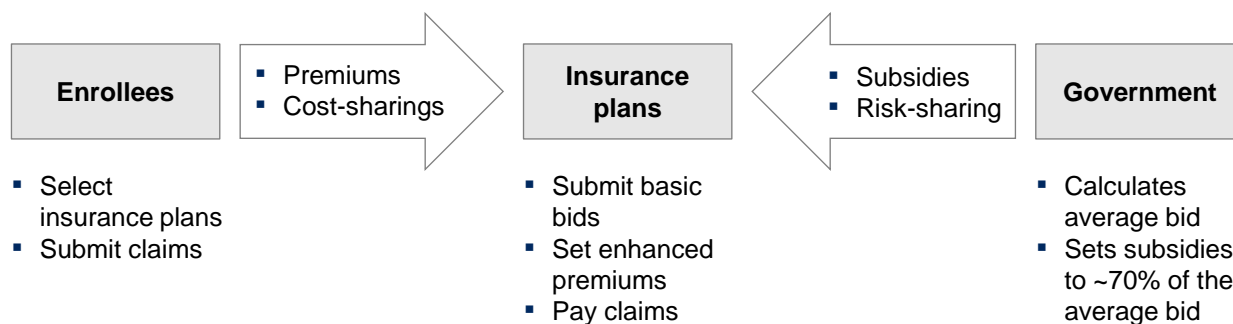 Enrollees
▪ Premiums
▪ Cost-sharings
Insurance
plans
▪ Subsidies
▪ Risk-sharing
Government
▪ Select
insurance plans
▪ Submit claims
▪ Submit basic
bids
▪ Set enhanced
premiums
▪ Pay claims
▪ Calculates
average bid
▪ Sets subsidies
to ~70% of the
average bid